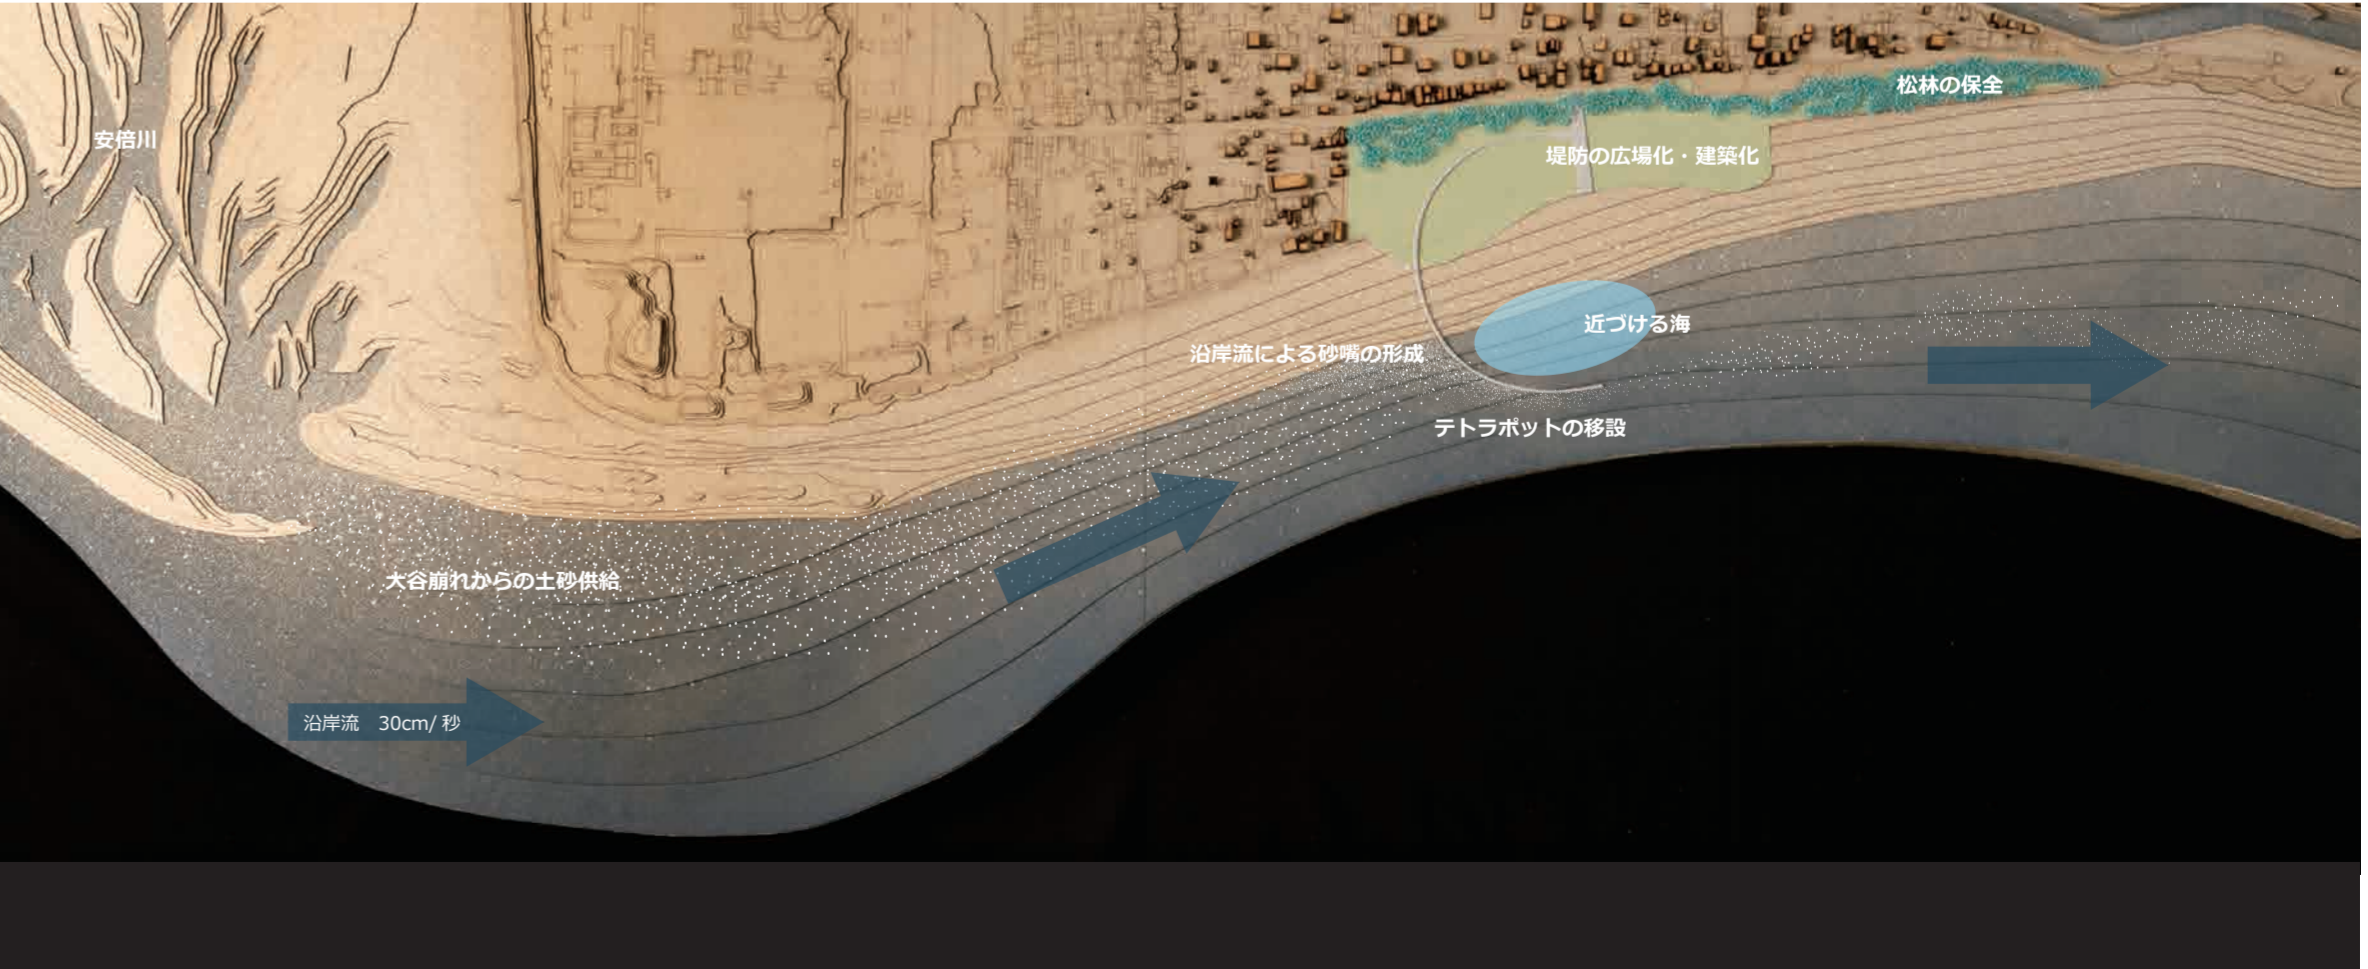 松林の保全
安倍川
堤防の広場化・建築化
近づける海
沿岸流による砂嘴の形成
テトラポットの移設
大谷崩れからの土砂供給
沿岸流　30cm/ 秒